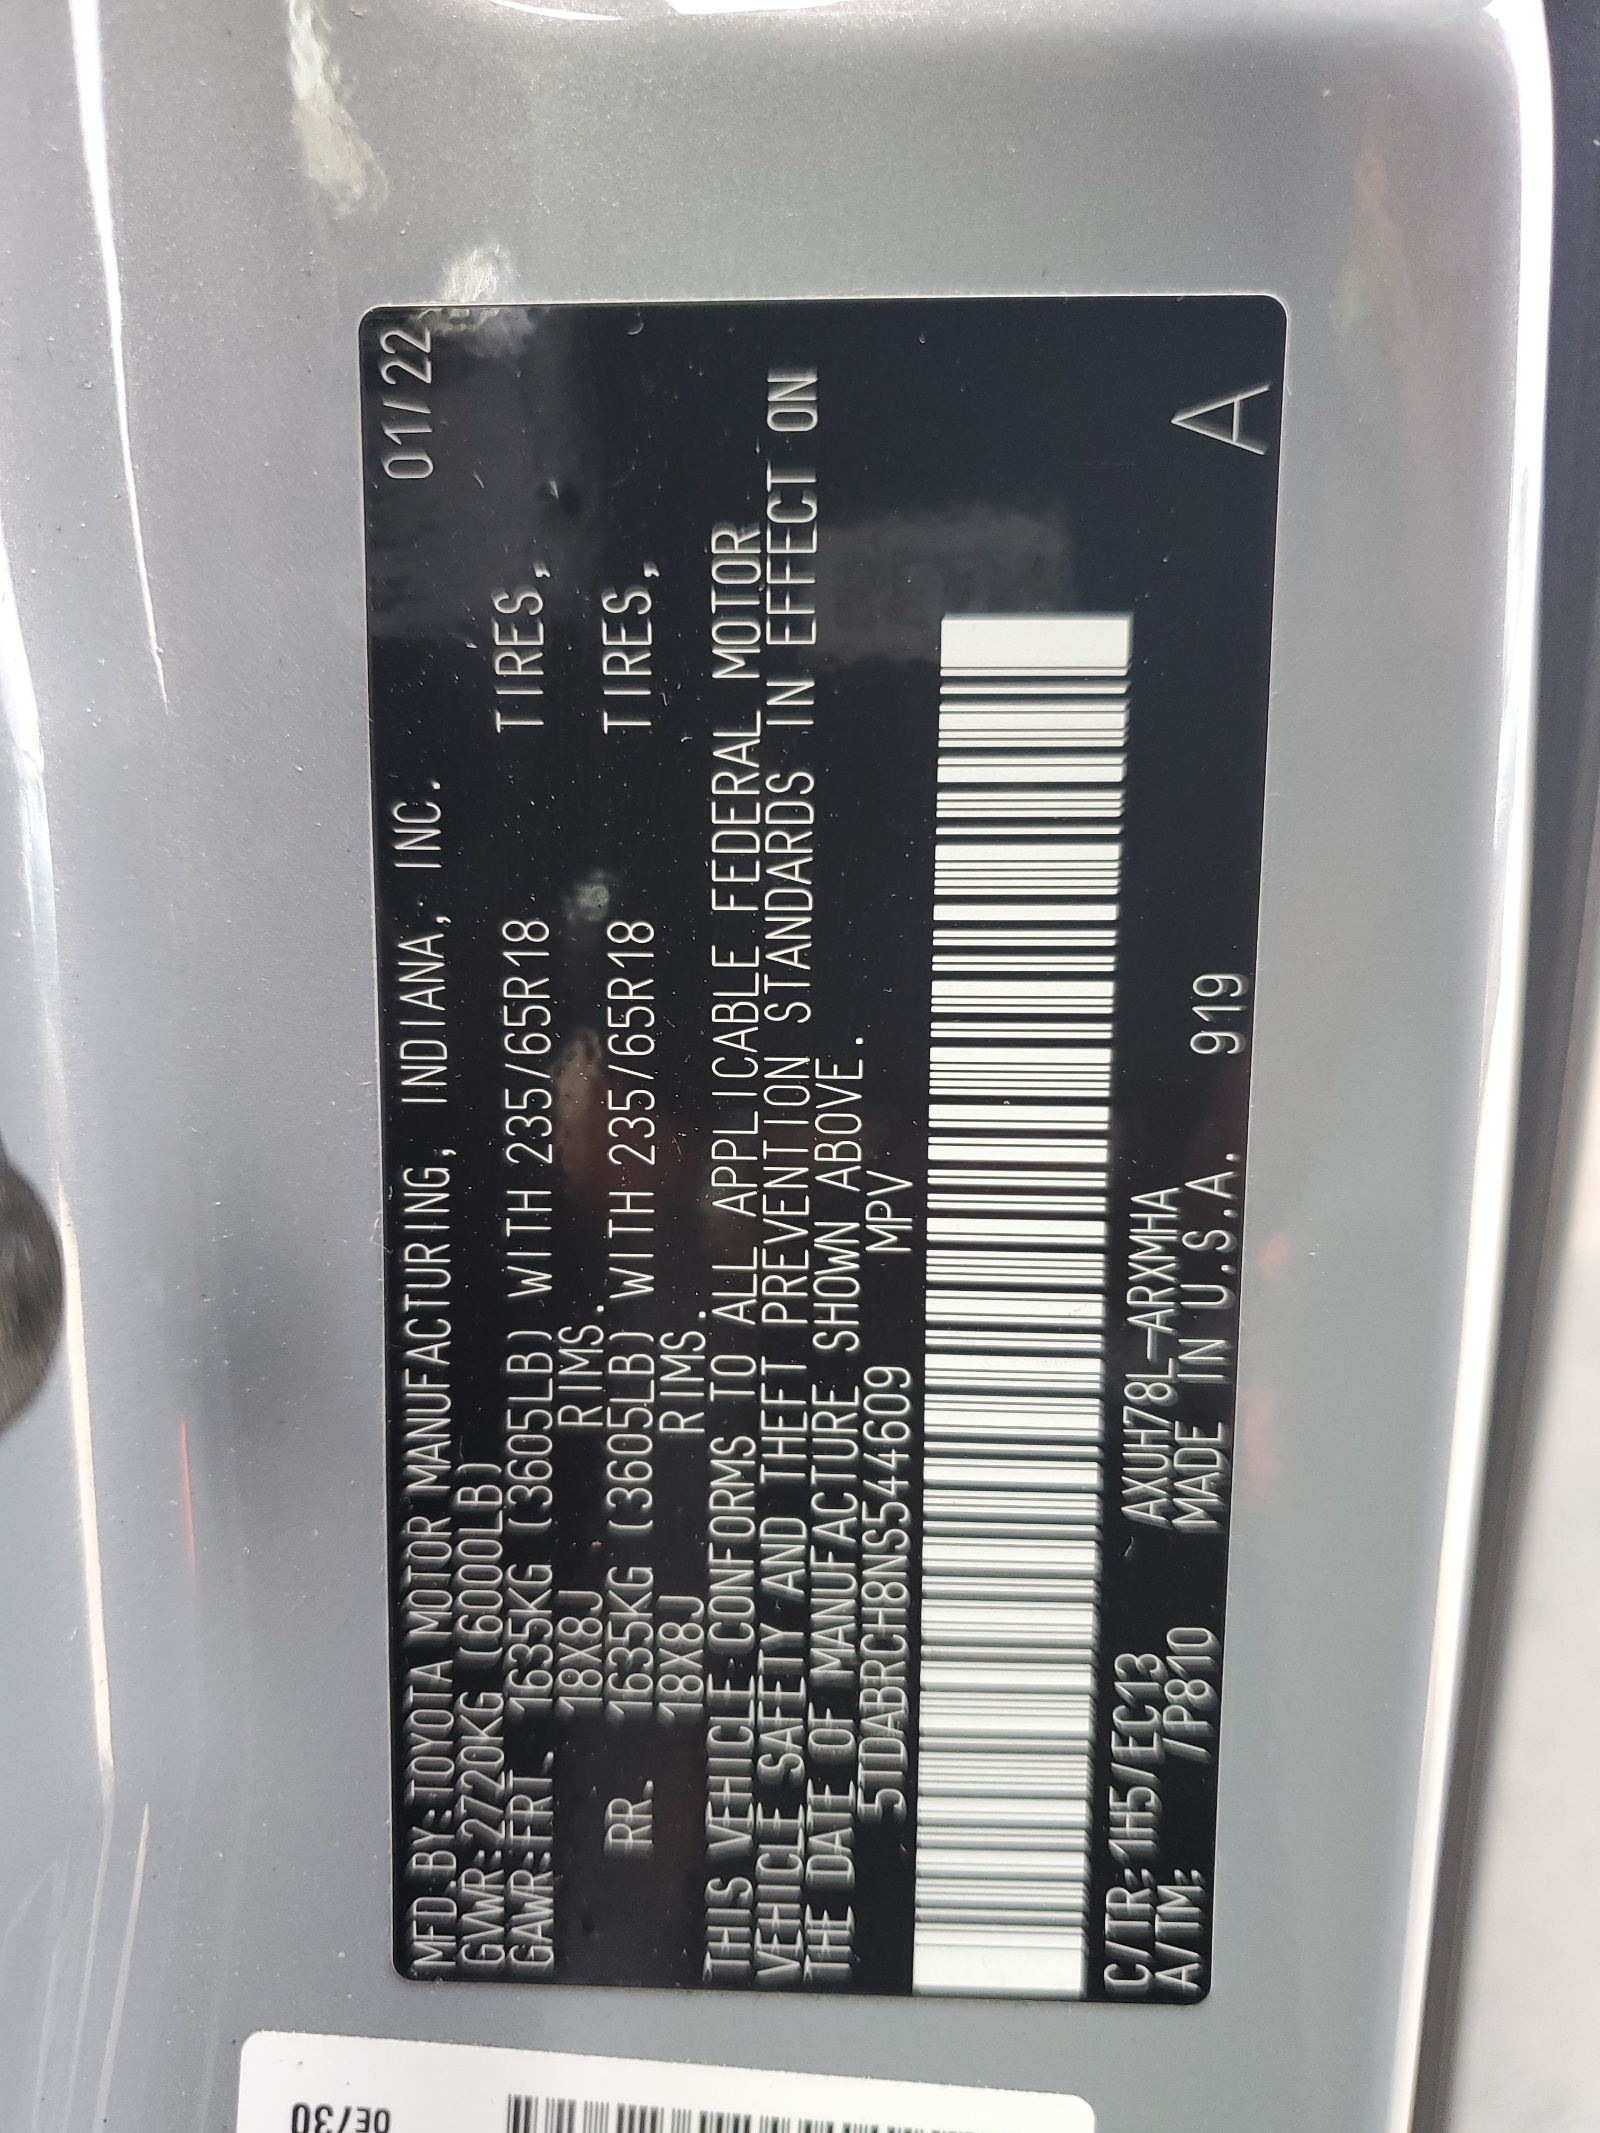 MFD.BY:TOYOTA MOTOR MANUFACTURING, INDIANA, INC. 01/22
GVWR:2720KG (6000LB)
GAWR:FRT. 1635KG (3605LB) WITH 235/65R18 TIRES,
18X8J RIMS.
RR. 1635KG (3605LB) WITH 235/65R18 TIRES,
18X8J RIMS.
THIS VEHICLE CONFORMS TO ALL APPLICABLE FEDERAL MOTOR
VEHICLE SAFETY AND THEFT PREVENTION STANDARDS IN EFFECT ON
THE DATE OF MANUFACTURE SHOWN ABOVE.
5TDABRCH8NS544609 MPV
C/TR:1H5/EC13 AXUH78L-ARXMHA
A/TM: /P810 MADE IN U.S.A. 919 A
0E/30